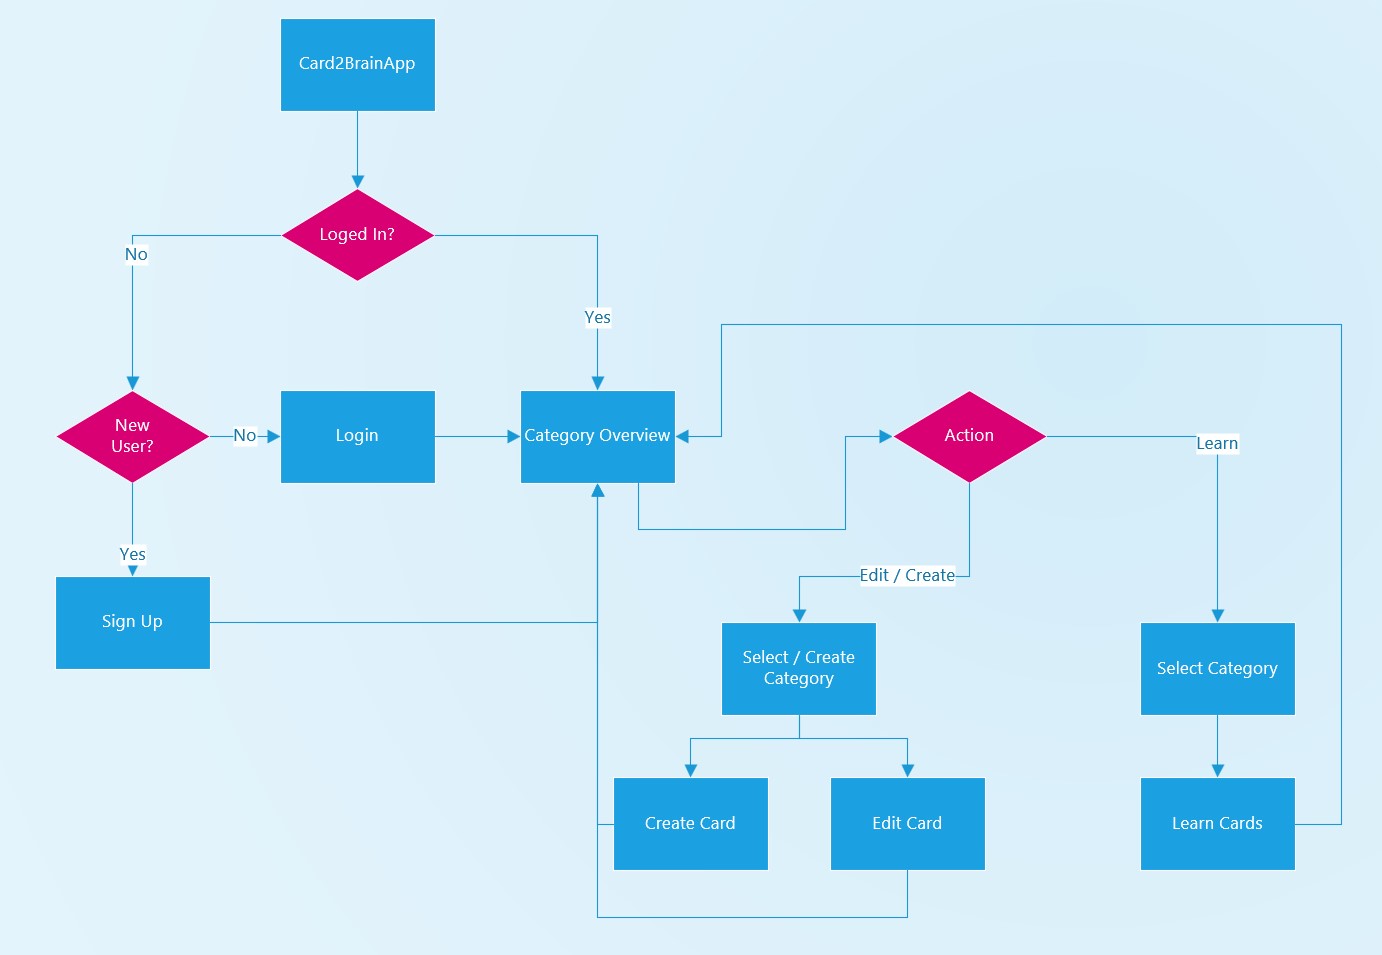 Card2BrainApp
Loged In?
No
Yes
New
User?
No
Login
Category Overview
Action
Learn
Yes
Edit / Create
Sign Up
Select / Create
Category
Select Category
Create Card
Edit Card
Learn Cards